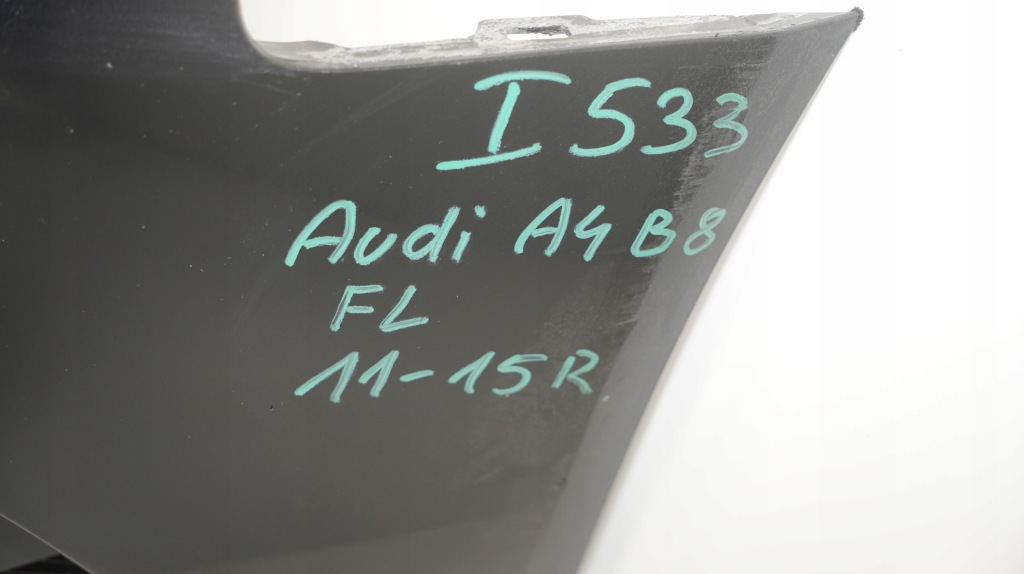 I533
Audi A4 B8
FL
11-15R.